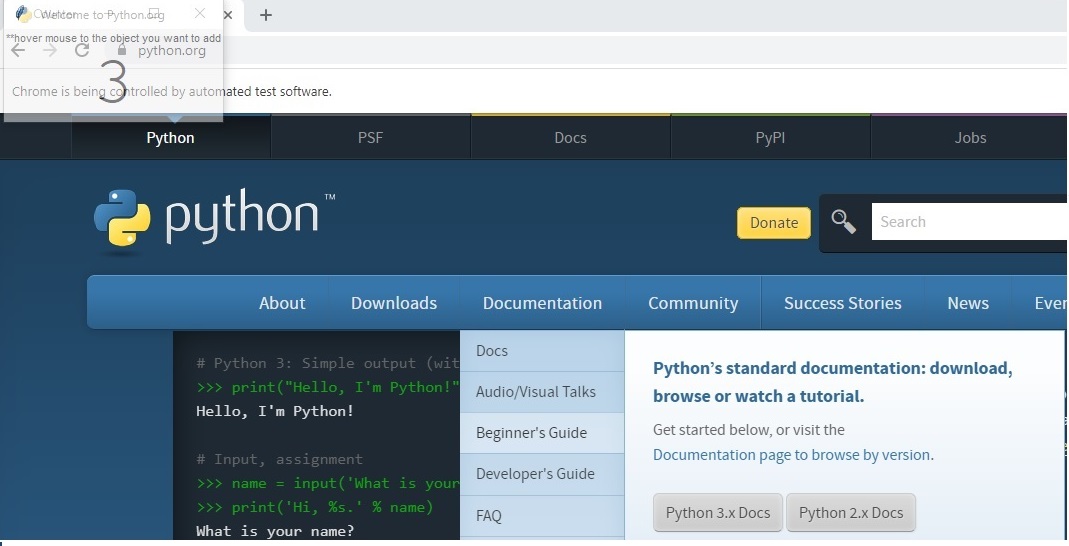 Counter
Welcome to Python.org
**hover mouse to the object you want to add
python.org
3
Chrome is being controlled by automated test software.
Python PSF Docs PyPI Jobs
python™
Donate
Search
About Downloads Documentation Community Success Stories News
# Python 3: Simple output (wit
>>> print("Hello, I'm Python!"
Hello, I'm Python!
# Input, assignment
>>> name = input('What is your
>>> print('Hi, %s.' % name)
What is your name?
Docs
Audio/Visual Talks
Beginner's Guide
Developer's Guide
FAQ
Python's standard documentation: download,
browse or watch a tutorial.
Get started below, or visit the
Documentation page to browse by version.
Python 3.x Docs Python 2.x Docs